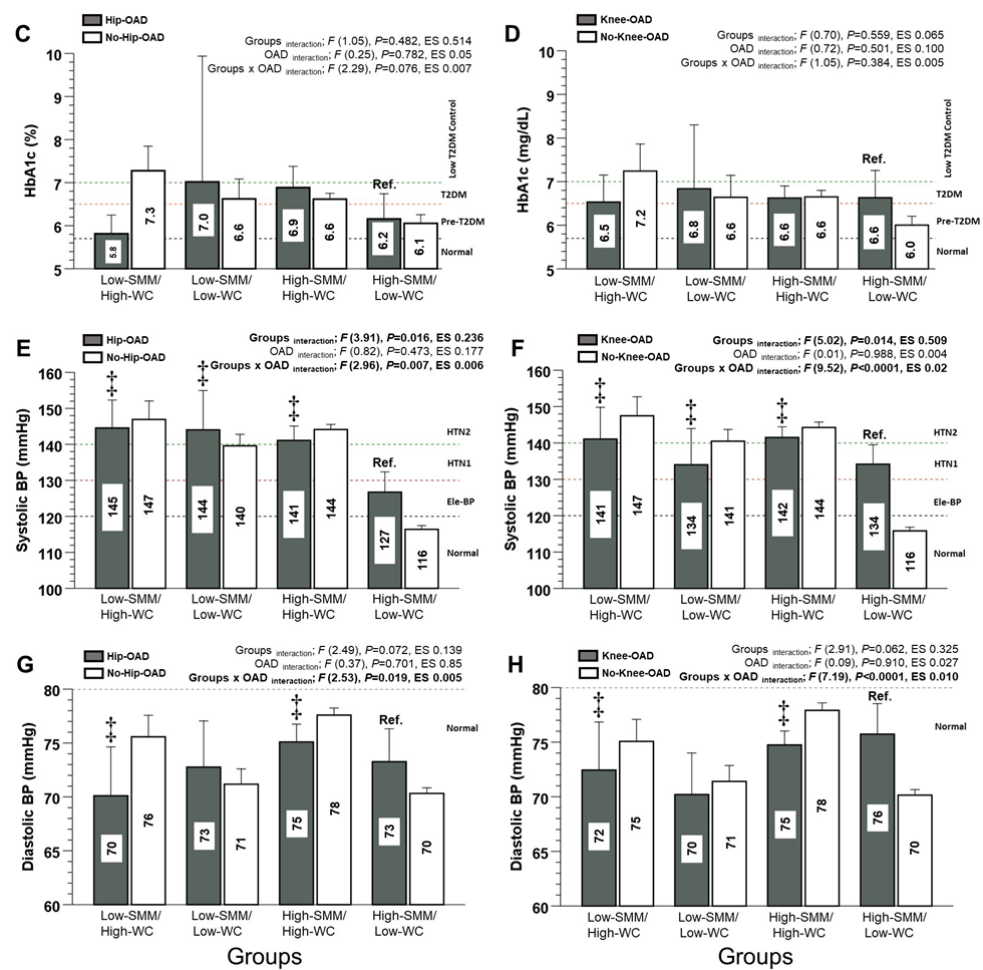 C
Hip-OAD
No-Hip-OAD
Groups interaction; F (1.05), P=0.482, ES 0.514
OAD interaction; F (0.25), P=0.782, ES 0.05
Groups x OAD interaction; F (2.29), P=0.076, ES 0.007
HbA1c (%)
10
9
8
7
6
5
5.8
7.3
7.0
6.6
6.9
6.6
Ref.
6.2
6.1
Low T2DM Control
T2DM
Pre-T2DM
Normal
Low-SMM/
High-WC
Low-SMM/
Low-WC
High-SMM/
High-WC
High-SMM/
Low-WC
D
Knee-OAD
No-Knee-OAD
Groups interaction; F (0.70), P=0.559, ES 0.065
OAD interaction; F (0.72), P=0.501, ES 0.100
Groups x OAD interaction; F (1.05), P=0.384, ES 0.005
HbA1c (mg/dL)
10
9
8
7
6
5
6.5
7.2
6.8
6.6
6.6
6.6
Ref.
6.6
6.0
Low T2DM Control
T2DM
Pre-T2DM
Normal
Low-SMM/
High-WC
Low-SMM/
Low-WC
High-SMM/
High-WC
High-SMM/
Low-WC
E
Hip-OAD
No-Hip-OAD
Groups interaction; F (3.91), P=0.016, ES 0.236
OAD interaction; F (0.82), P=0.473, ES 0.177
Groups x OAD interaction; F (2.96), P=0.007, ES 0.006
Systolic BP (mmHg)
160
150
140
130
120
110
100
‡
145
147
‡
144
140
‡
141
144
Ref.
127
116
HTN2
HTN1
Ele-BP
Normal
Low-SMM/
High-WC
Low-SMM/
Low-WC
High-SMM/
High-WC
High-SMM/
Low-WC
F
Knee-OAD
No-Knee-OAD
Groups interaction; F (5.02), P=0.014, ES 0.509
OAD interaction; F (0.01), P=0.988, ES 0.004
Groups x OAD interaction; F (9.52), P<0.0001, ES 0.02
Systolic BP (mmHg)
160
150
140
130
120
110
100
‡
141
147
‡
134
141
‡
142
144
Ref.
134
116
HTN2
HTN1
Ele-BP
Normal
Low-SMM/
High-WC
Low-SMM/
Low-WC
High-SMM/
High-WC
High-SMM/
Low-WC
G
Hip-OAD
No-Hip-OAD
Groups interaction; F (2.49), P=0.072, ES 0.139
OAD interaction; F (0.37), P=0.701, ES 0.85
Groups x OAD interaction; F (2.53), P=0.019, ES 0.005
Diastolic BP (mmHg)
80
75
70
65
60
‡
70
76
73
71
‡
75
78
Ref.
73
70
Normal
Low-SMM/
High-WC
Low-SMM/
Low-WC
High-SMM/
High-WC
High-SMM/
Low-WC
Groups
H
Knee-OAD
No-Knee-OAD
Groups interaction; F (2.91), P=0.062, ES 0.325
OAD interaction; F (0.09), P=0.910, ES 0.027
Groups x OAD interaction; F (7.19), P<0.0001, ES 0.010
Diastolic BP (mmHg)
80
75
70
65
60
‡
72
75
70
71
‡
75
78
Ref.
76
70
Normal
Low-SMM/
High-WC
Low-SMM/
Low-WC
High-SMM/
High-WC
High-SMM/
Low-WC
Groups